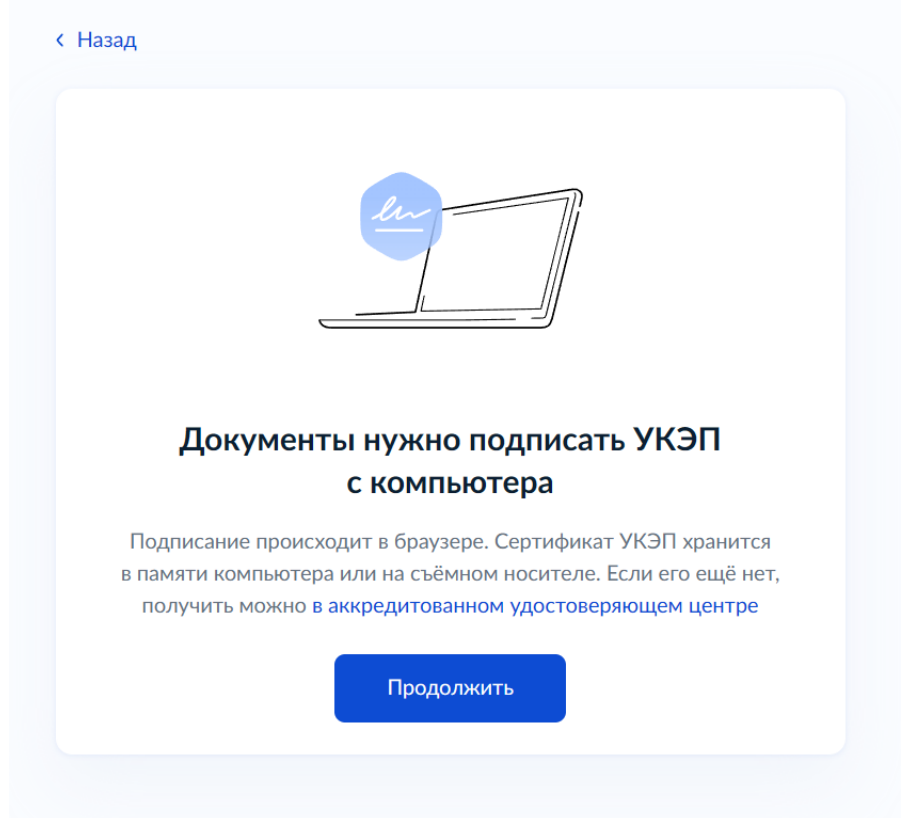 Назад
Документы нужно подписать УКЭП
с компьютера
Подписание происходит в браузере. Сертификат УКЭП хранится
в памяти компьютера или на съёмном носителе. Если его ещё нет,
получить можно в аккредитованном удостоверяющем центре
Продолжить